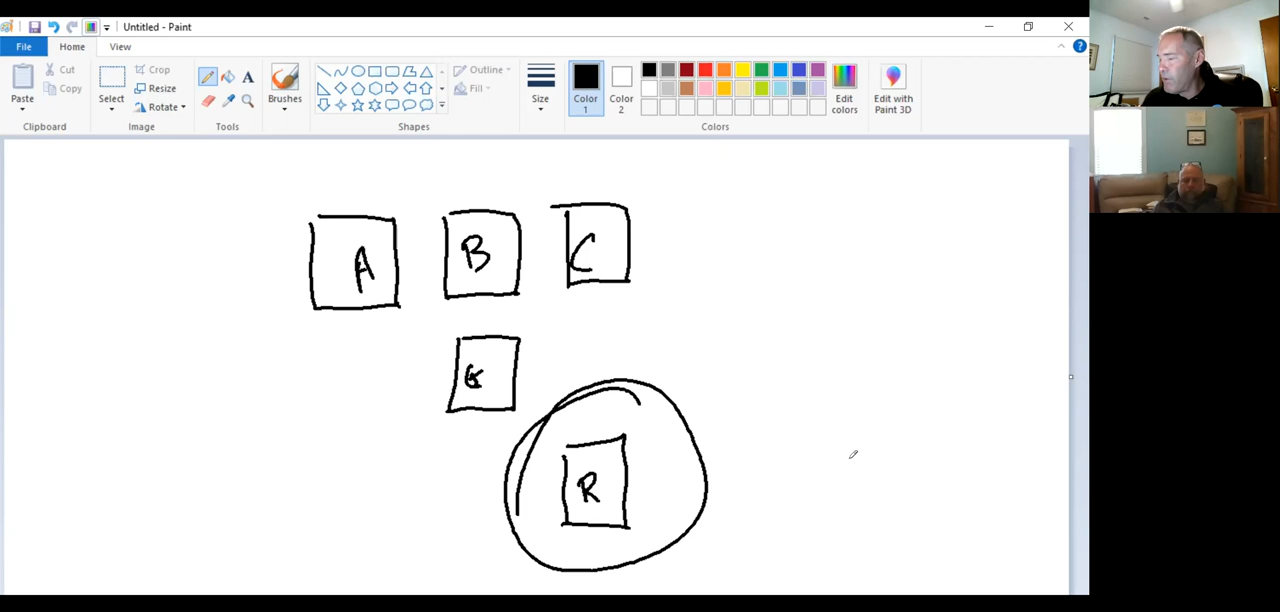 Untitled - Paint
File Home View
Paste Cut Copy Select Crop Resize Rotate A Brushes Outline Fill Size Color 1 Color 2 Edit colors Edit with Paint 3D
Clipboard Image Tools Shapes Colors
A B C
G
R